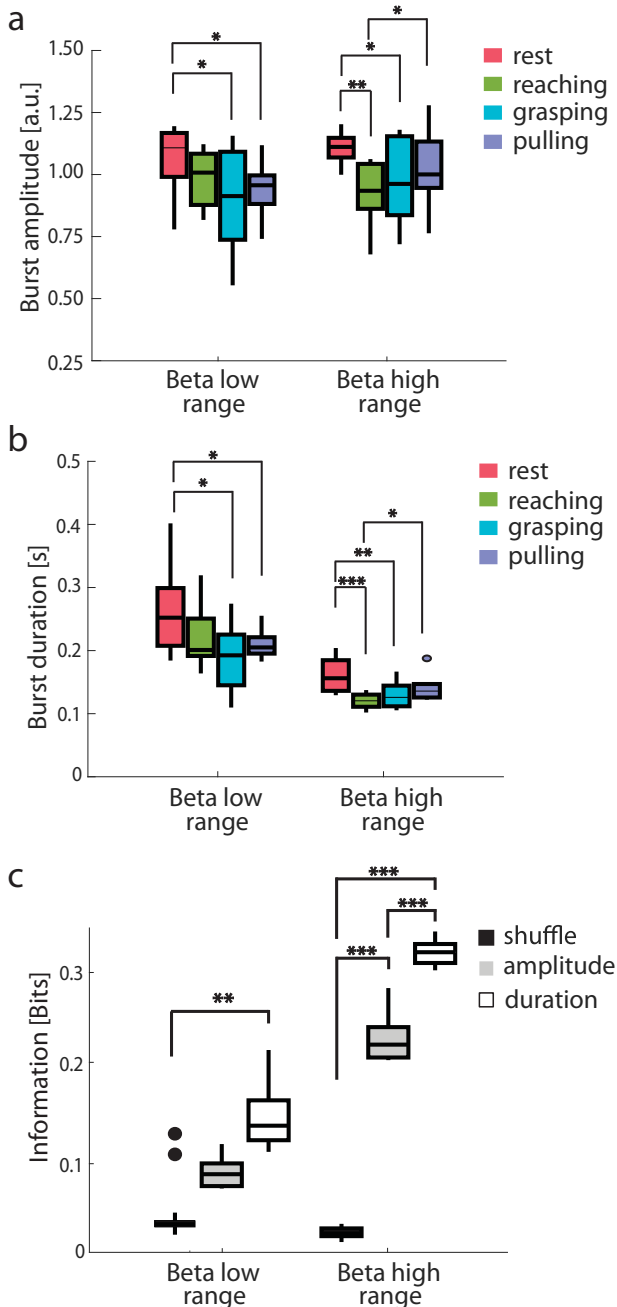 a
*
*
*
*
**
1.50
1.25
1.00
0.75
0.50
0.25
Burst amplitude [a.u.]
rest
reaching
grasping
pulling
Beta low
range
Beta high
range
b
*
*
*
**
***
0.5
0.4
0.3
0.2
0.1
0
Burst duration [s]
rest
reaching
grasping
pulling
Beta low
range
Beta high
range
c
***
***
***
**
0.3
0.2
0.1
0
Information [Bits]
shuffle
amplitude
duration
Beta low
range
Beta high
range